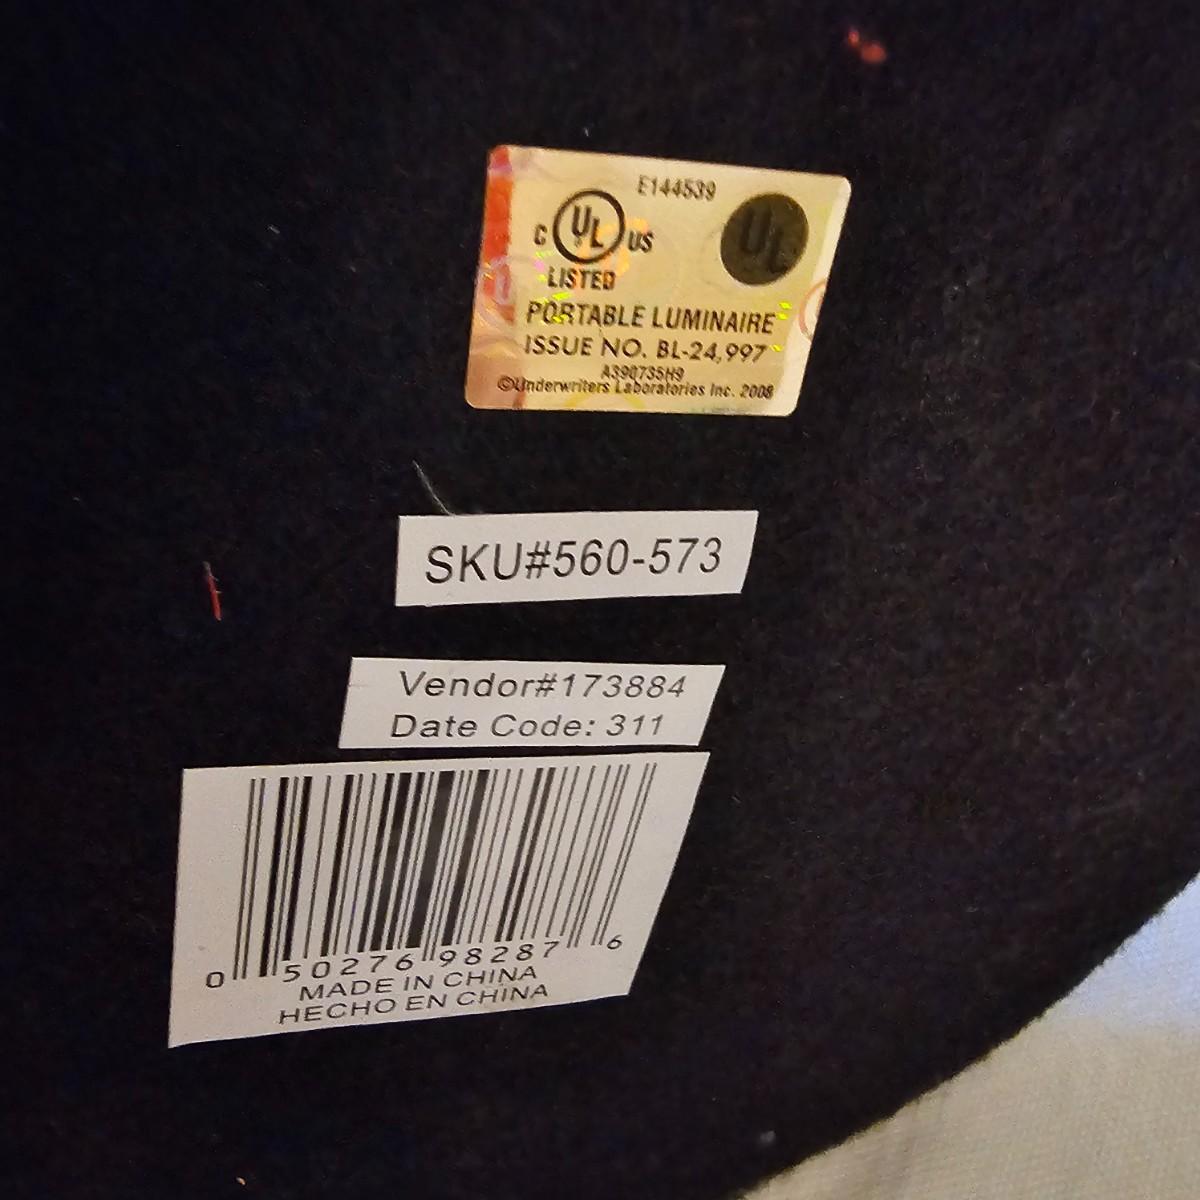 E144539
C UL US UL
LISTED
PORTABLE LUMINAIRE
ISSUE NO. BL-24,997
A390735H9
©Underwriters Laboratories Inc. 2008
SKU#560-573
Vendor#173884
Date Code: 311
0 50276 98287 6
MADE IN CHINA
HECHO EN CHINA